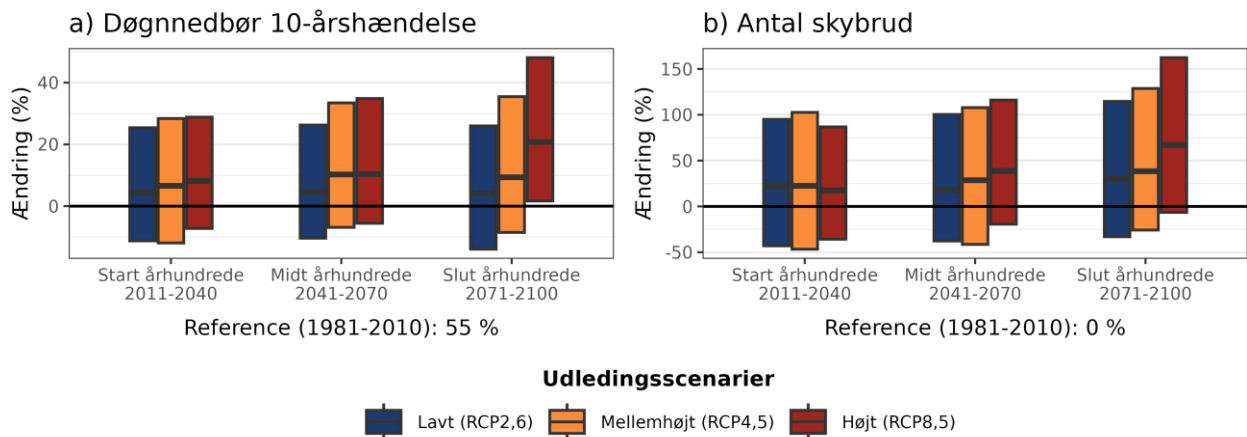 a) Døgnnedbør 10-årshændelse
Ændring (%)
40
20
0
Start århundrede
2011-2040
Midt århundrede
2041-2070
Slut århundrede
2071-2100
Reference (1981-2010): 55 %
b) Antal skybrud
Ændring (%)
150
100
50
0
-50
Start århundrede
2011-2040
Midt århundrede
2041-2070
Slut århundrede
2071-2100
Reference (1981-2010): 0 %
Udledingsscenarier
Lavt (RCP2,6)
Mellemhøjt (RCP4,5)
Højt (RCP8,5)